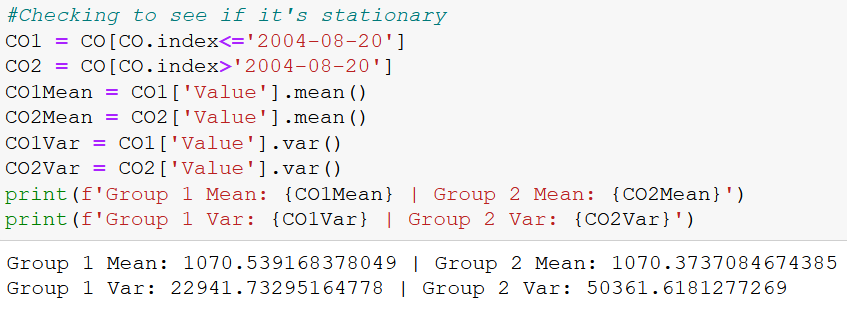 #Checking to see if it's stationary
CO1 = CO[CO.index<='2004-08-20']
CO2 = CO[CO.index>'2004-08-20']
CO1Mean = CO1['Value'].mean()
CO2Mean = CO2['Value'].mean()
CO1Var = CO1['Value'].var()
CO2Var = CO2['Value'].var()
print(f'Group 1 Mean: {CO1Mean} | Group 2 Mean: {CO2Mean}')
print(f'Group 1 Var: {CO1Var} | Group 2 Var: {CO2Var}')
Group 1 Mean: 1070.539168378049 | Group 2 Mean: 1070.3737084674385
Group 1 Var: 22941.73295164778 | Group 2 Var: 50361.6181277269